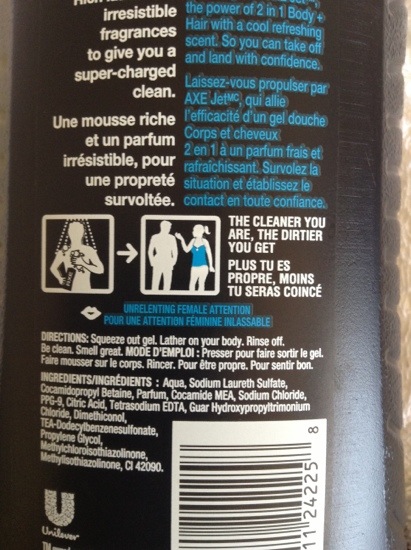 irresistible
fragrances
to give you a
super-charged
clean.
Une mousse riche
et un parfum
irrésistible, pour
une propreté
survoltée.
the power of 2 in 1 Body +
Hair with a cool refreshing
scent. So you can take off
and land with confidence.
Laissez-vous propulser par
AXE Jetᴹᶜ, qui allie
l'efficacité d'un gel douche
Corps et cheveux
2 en 1 à un parfum frais et
rafraîchissant. Survolez la
situation et établissez le
contact en toute confiance.
THE CLEANER YOU
ARE, THE DIRTIER
YOU GET
PLUS TU ES
PROPRE, MOINS
TU SERAS COINCÉ
UNRELENTING FEMALE ATTENTION
POUR UNE ATTENTION FÉMININE INLASSABLE
DIRECTIONS: Squeeze out gel. Lather on your body. Rinse off.
Be clean. Smell great. MODE D'EMPLOI : Presser pour faire sortir le gel.
Faire mousser sur le corps. Rincer. Pour être propre. Pour sentir bon.
INGREDIENTS/INGRÉDIENTS : Aqua, Sodium Laureth Sulfate,
Cocamidopropyl Betaine, Parfum, Cocamide MEA, Sodium Chloride,
PPG-9, Citric Acid, Tetrasodium EDTA, Guar Hydroxypropyltrimonium
Chloride, Dimethiconol,
TEA-Dodecylbenzenesulfonate,
Propylene Glycol,
Methylchloroisothiazolinone,
Methylisothiazolinone, CI 42090.
Unilever
11 24225 8